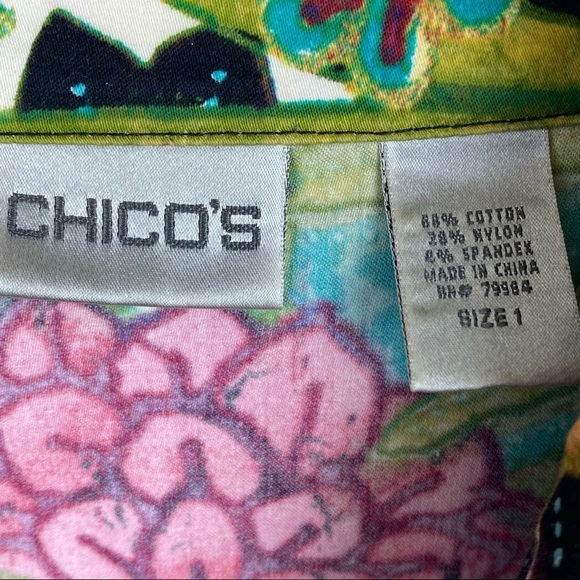 CHICO'S
68% COTTON
28% NYLON
4% SPANDEX
MADE IN CHINA
RN# 79984
SIZE 1